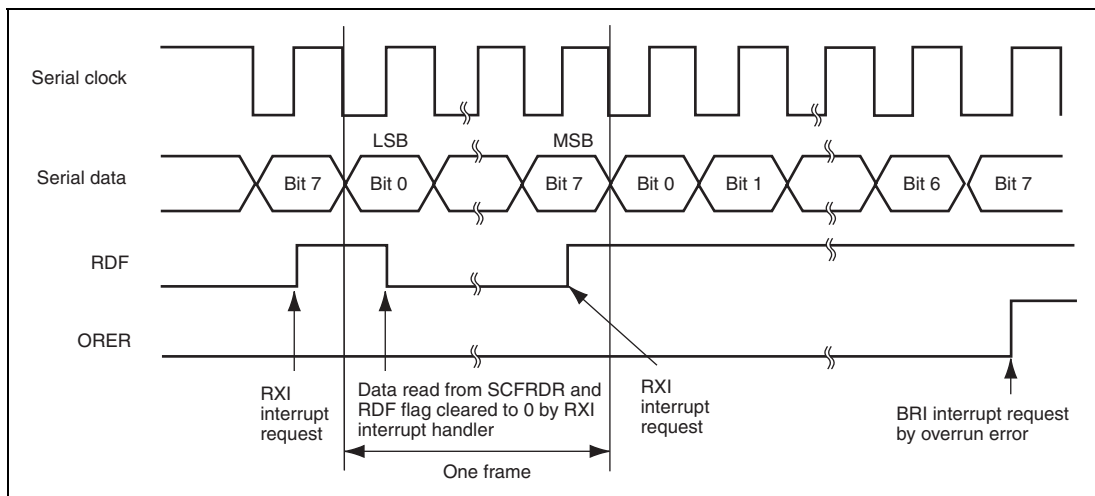 Serial clock
LSB
MSB
Serial data
Bit 7
Bit 0
Bit 7
Bit 0
Bit 1
Bit 6
Bit 7
RDF
ORER
RXI
interrupt
request
Data read from SCFRDR and
RDF flag cleared to 0 by RXI
interrupt handler
RXI
interrupt
request
BRI interrupt request
by overrun error
One frame